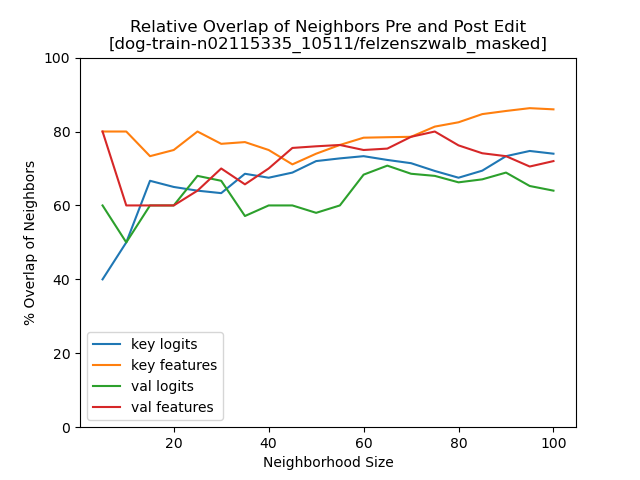 Relative Overlap of Neighbors Pre and Post Edit
[dog-train-n02115335_10511/felzenszwalb_masked]
100
80
60
40
20
0
% Overlap of Neighbors
key logits
key features
val logits
val features
20 40 60 80 100
Neighborhood Size